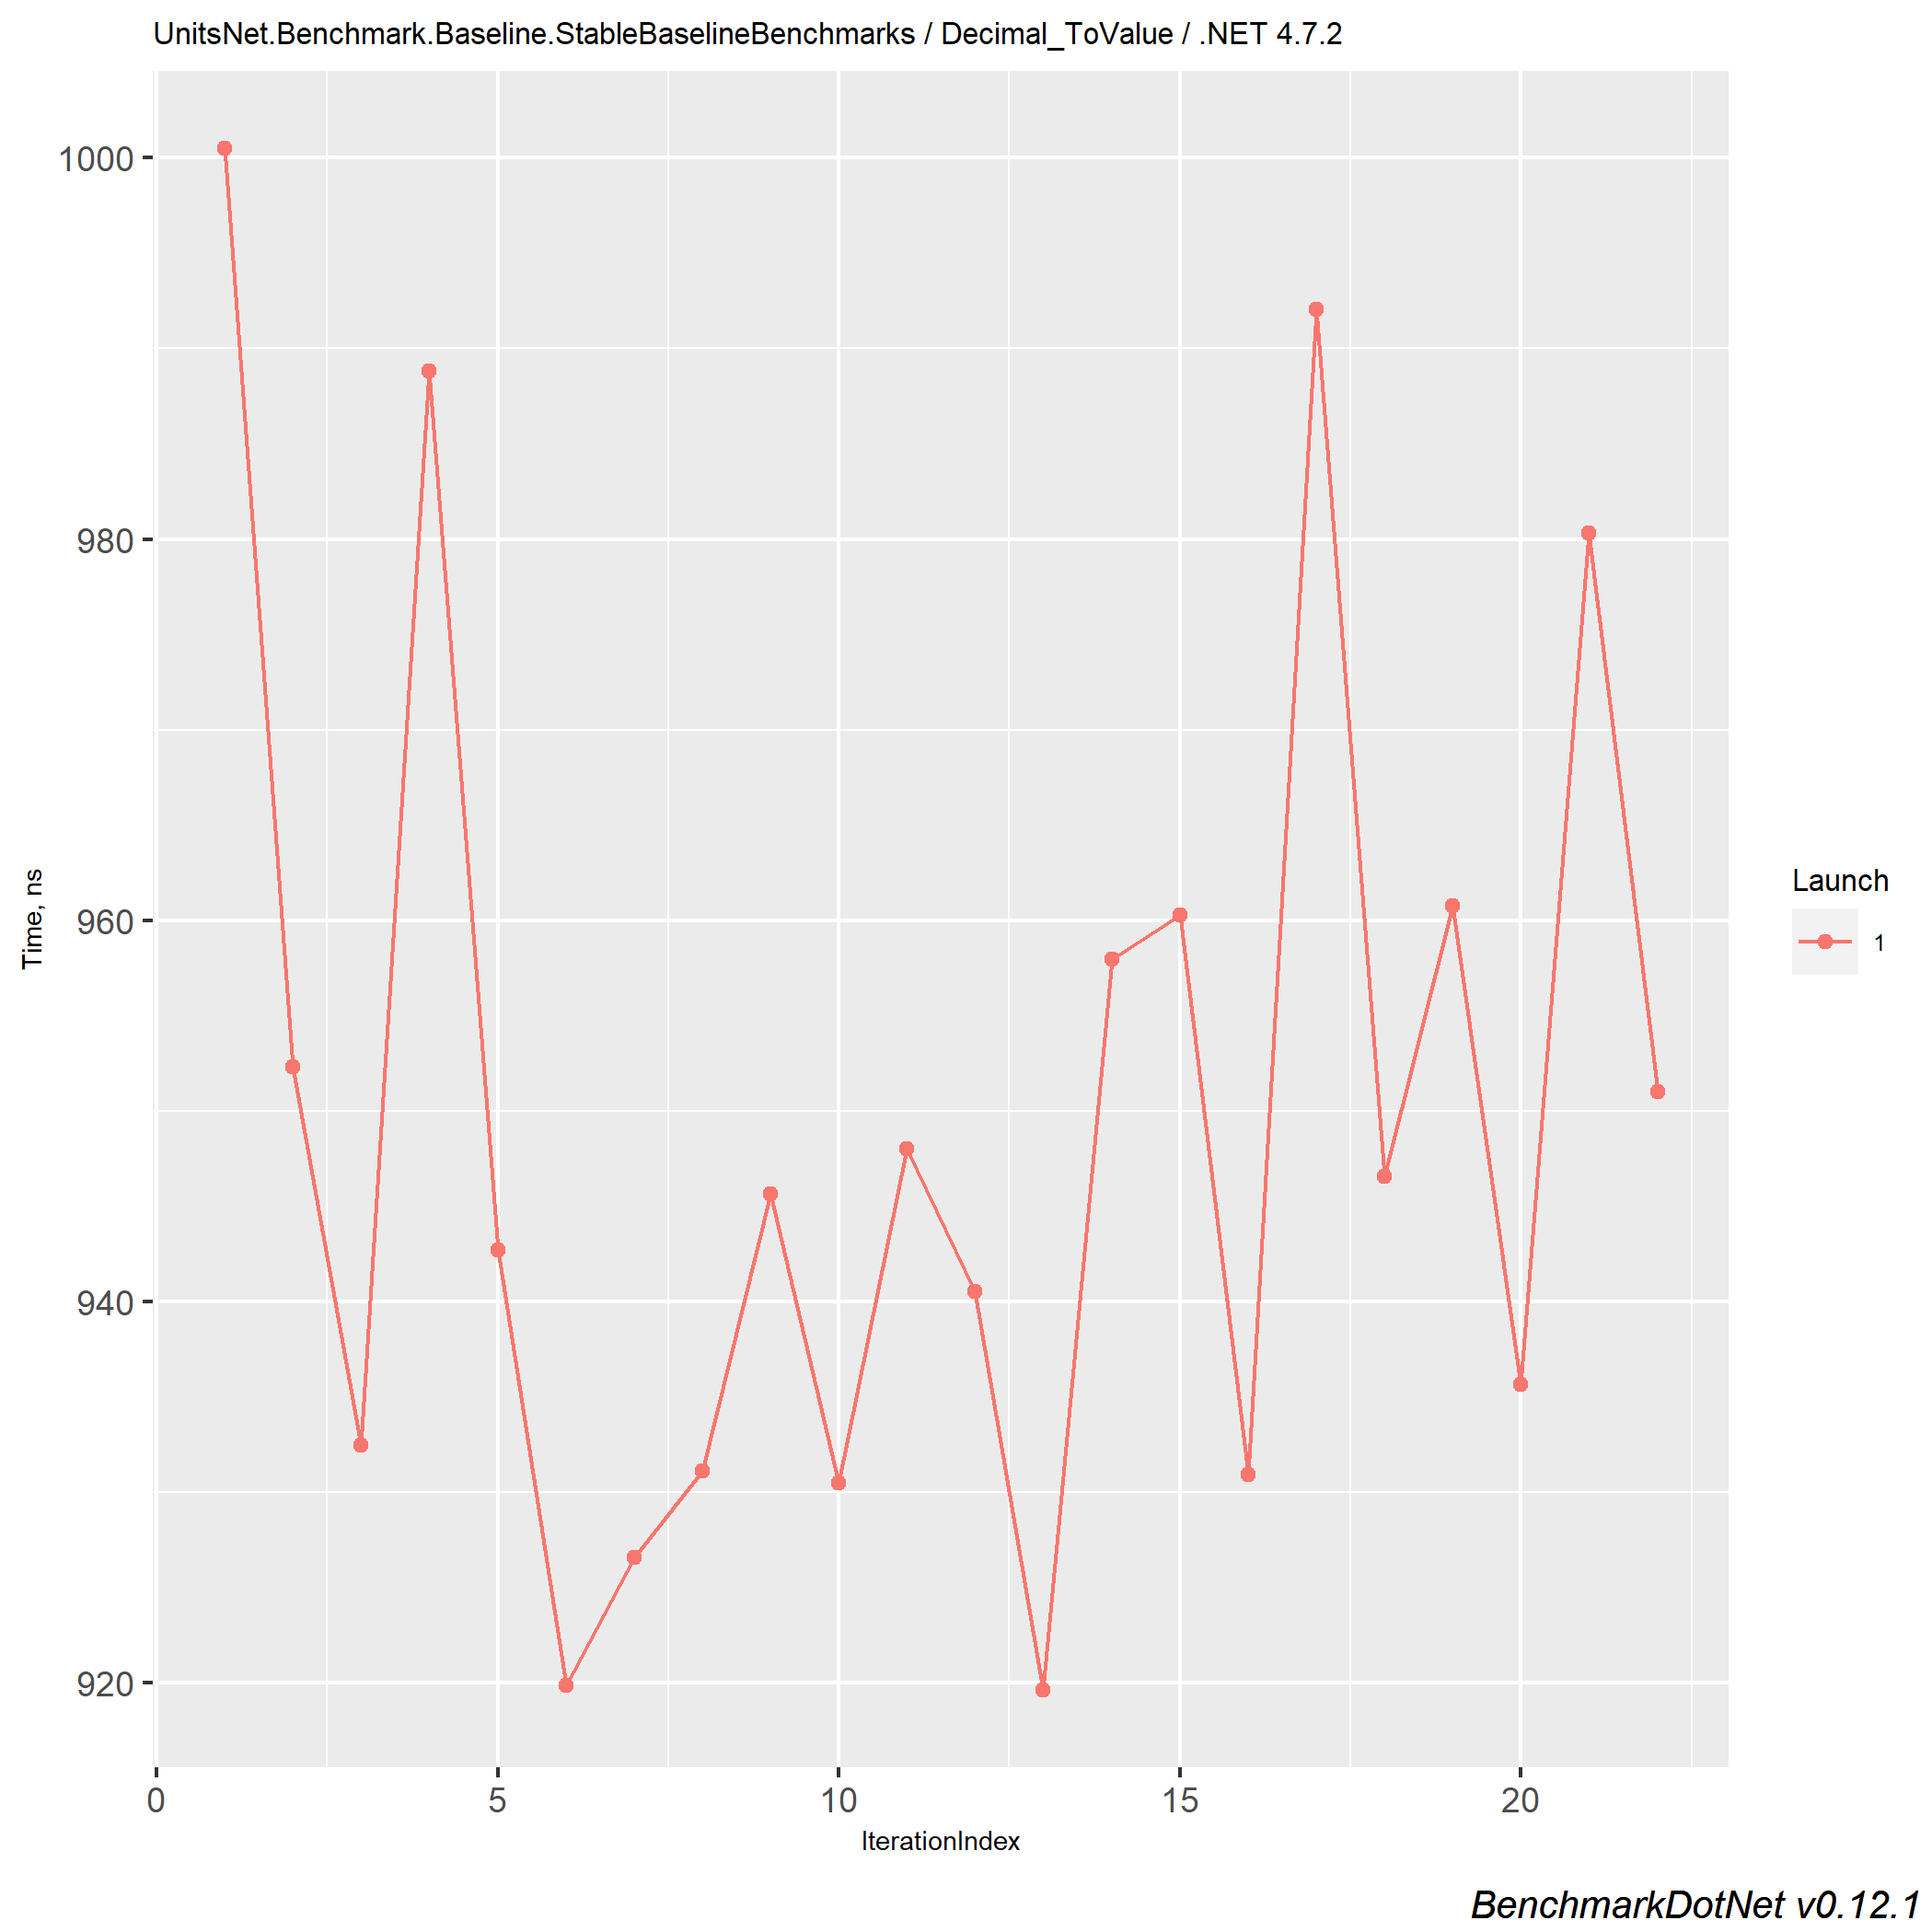 UnitsNet.Benchmark.Baseline.StableBaselineBenchmarks / Decimal_ToValue / .NET 4.7.2
1000
980
960
940
920
Time, ns
0 5 10 15 20
IterationIndex
Launch
1
BenchmarkDotNet v0.12.1